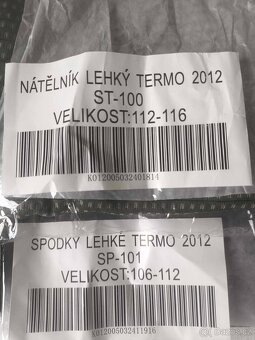 NÁTĚLNÍK LEHKÝ TERMO 2012
ST-100
VELIKOST:112-116
K012005032401814
SPODKY LEHKÉ TERMO 2012
SP-101
VELIKOST:106-112
K012005032411916